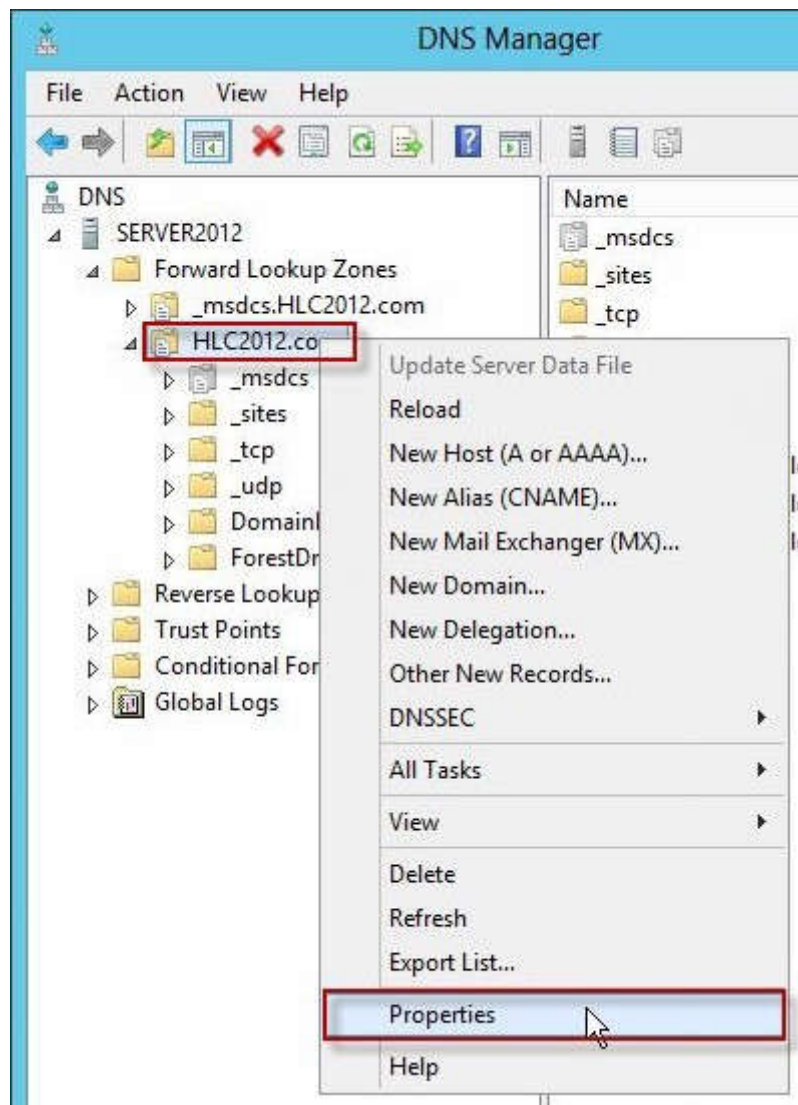 DNS Manager
File Action View Help
DNS
SERVER2012
Forward Lookup Zones
_msdcs.HLC2012.com
HLC2012.co
_msdcs
_sites
_tcp
_udp
DomainI
ForestDr
Reverse Lookup
Trust Points
Conditional For
Global Logs
Name
_msdcs
_sites
_tcp
Update Server Data File
Reload
New Host (A or AAAA)...
New Alias (CNAME)...
New Mail Exchanger (MX)...
New Domain...
New Delegation...
Other New Records...
DNSSEC
All Tasks
View
Delete
Refresh
Export List...
Properties
Help